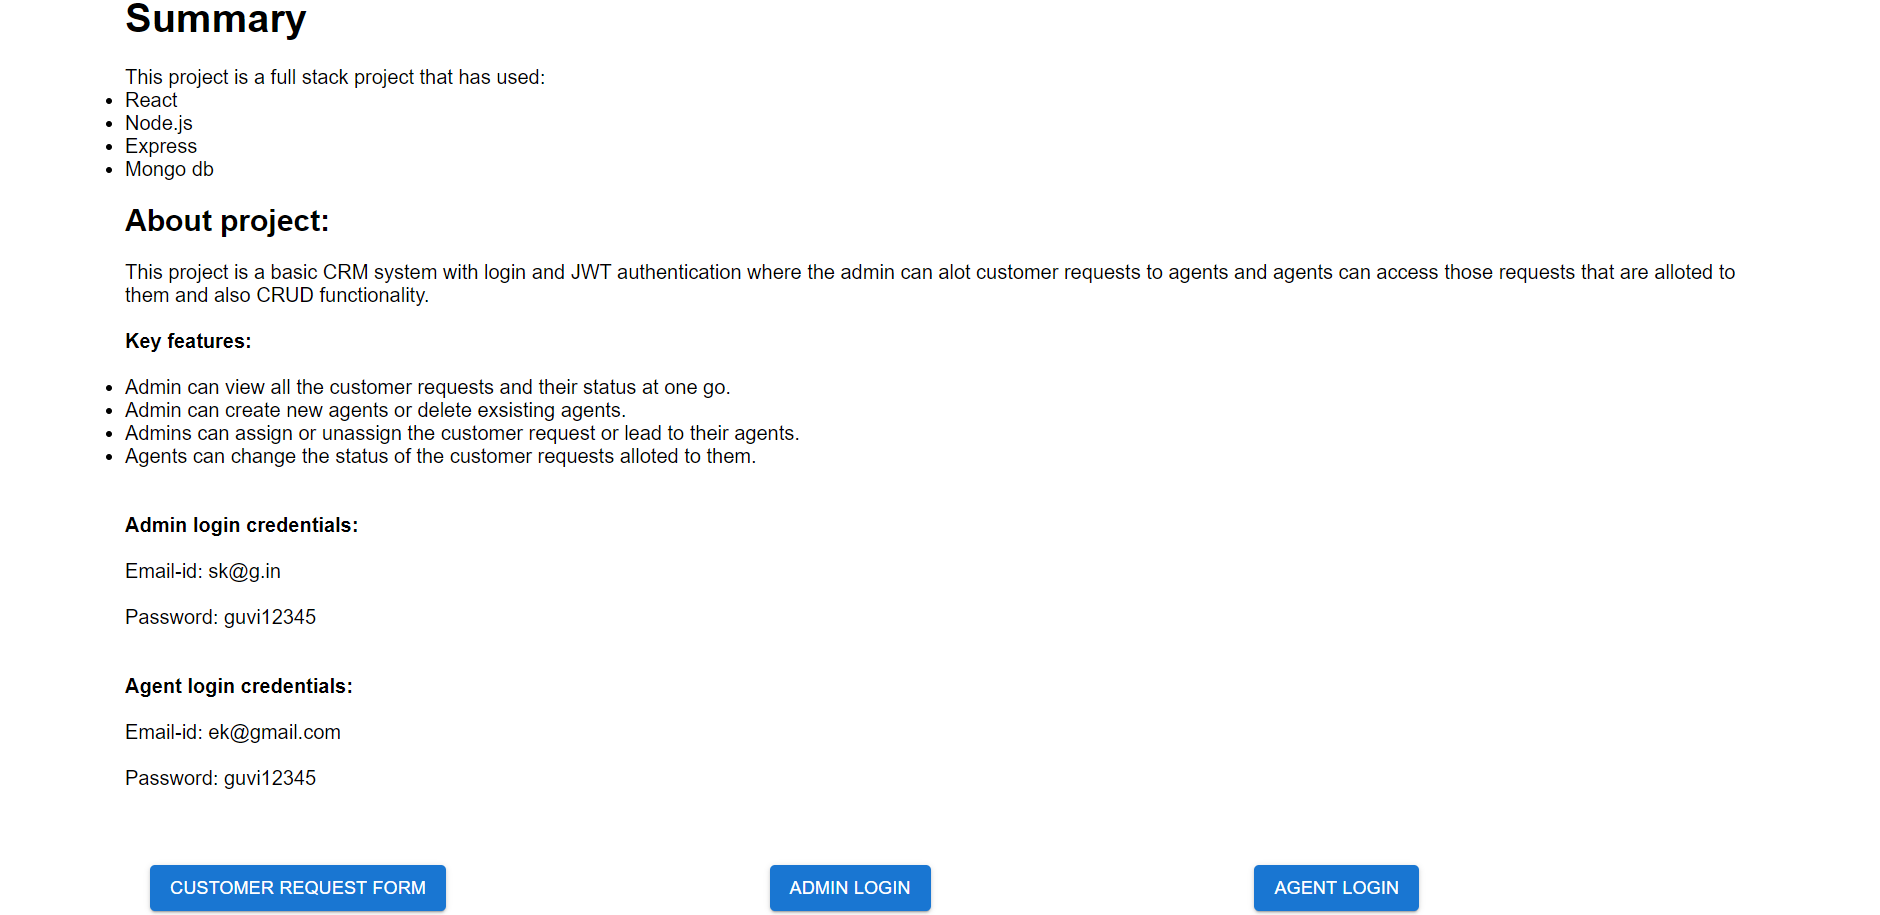 Summary
This project is a full stack project that has used:
React
Node.js
Express
Mongo db
About project:
This project is a basic CRM system with login and JWT authentication where the admin can alot customer requests to agents and agents can access those requests that are alloted to
them and also CRUD functionality.
Key features:
Admin can view all the customer requests and their status at one go.
Admin can create new agents or delete exsisting agents.
Admins can assign or unassign the customer request or lead to their agents.
Agents can change the status of the customer requests alloted to them.
Admin login credentials:
Email-id: sk@g.in
Password: guvi12345
Agent login credentials:
Email-id: ek@gmail.com
Password: guvi12345
CUSTOMER REQUEST FORM
ADMIN LOGIN
AGENT LOGIN